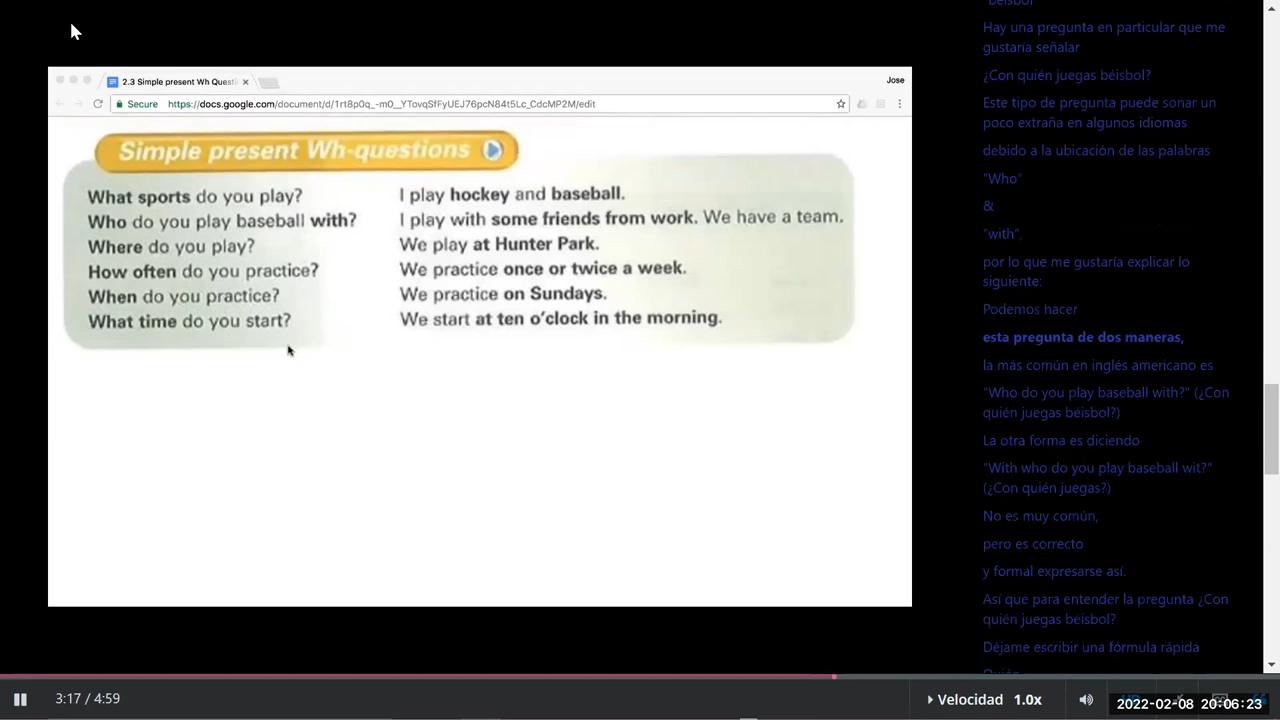 2.3 Simple present Wh Questi
Jose
Secure https://docs.google.com/document/d/1rt8p0q_-m0__YTovqSfFyUEJ76pcN84t5Lc_CdcMP2M/edit
Simple present Wh-questions
What sports do you play? I play hockey and baseball.
Who do you play baseball with? I play with some friends from work. We have a team.
Where do you play? We play at Hunter Park.
How often do you practice? We practice once or twice a week.
When do you practice? We practice on Sundays.
What time do you start? We start at ten o'clock in the morning.
"béisbol"
Hay una pregunta en particular que me
gustaría señalar
¿Con quién juegas béisbol?
Este tipo de pregunta puede sonar un
poco extraña en algunos idiomas
debido a la ubicación de las palabras
"Who"
&
"with",
por lo que me gustaría explicar lo
siguiente:
Podemos hacer
esta pregunta de dos maneras,
la más común en inglés americano es
"Who do you play baseball with?" (¿Con
quién juegas béisbol?)
La otra forma es diciendo
"With who do you play baseball wit?"
(¿Con quién juegas?)
No es muy común,
pero es correcto
y formal expresarse así.
Así que para entender la pregunta ¿Con
quién juegas béisbol?
Déjame escribir una fórmula rápida
3:17 / 4:59
Velocidad 1.0x
2022-02-08 20:06:23